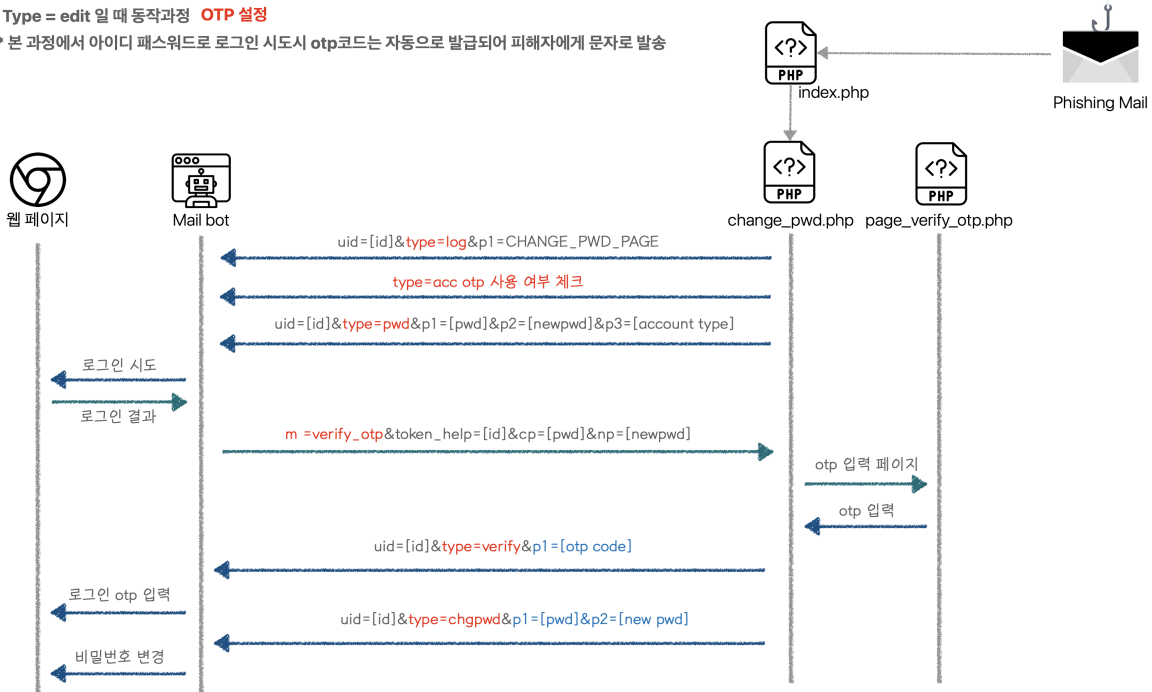 Type = edit 일 때 동작과정 OTP 설정
* 본 과정에서 아이디 패스워드로 로그인 시도시 otp코드는 자동으로 발급되어 피해자에게 문자로 발송
<?>
PHP
index.php
Phishing Mail
<?>
PHP
<?>
PHP
웹 페이지
Mail bot
change_pwd.php
page_verify_otp.php
uid=[id]&type=log&p1=CHANGE_PWD_PAGE
type=acc otp 사용 여부 체크
uid=[id]&type=pwd&p1=[pwd]&p2=[newpwd]&p3=[account type]
로그인 시도
로그인 결과
m =verify_otp&token_help=[id]&cp=[pwd]&np=[newpwd]
otp 입력 페이지
otp 입력
uid=[id]&type=verify&p1=[otp code]
로그인 otp 입력
uid=[id]&type=chgpwd&p1=[pwd]&p2=[new pwd]
비밀번호 변경